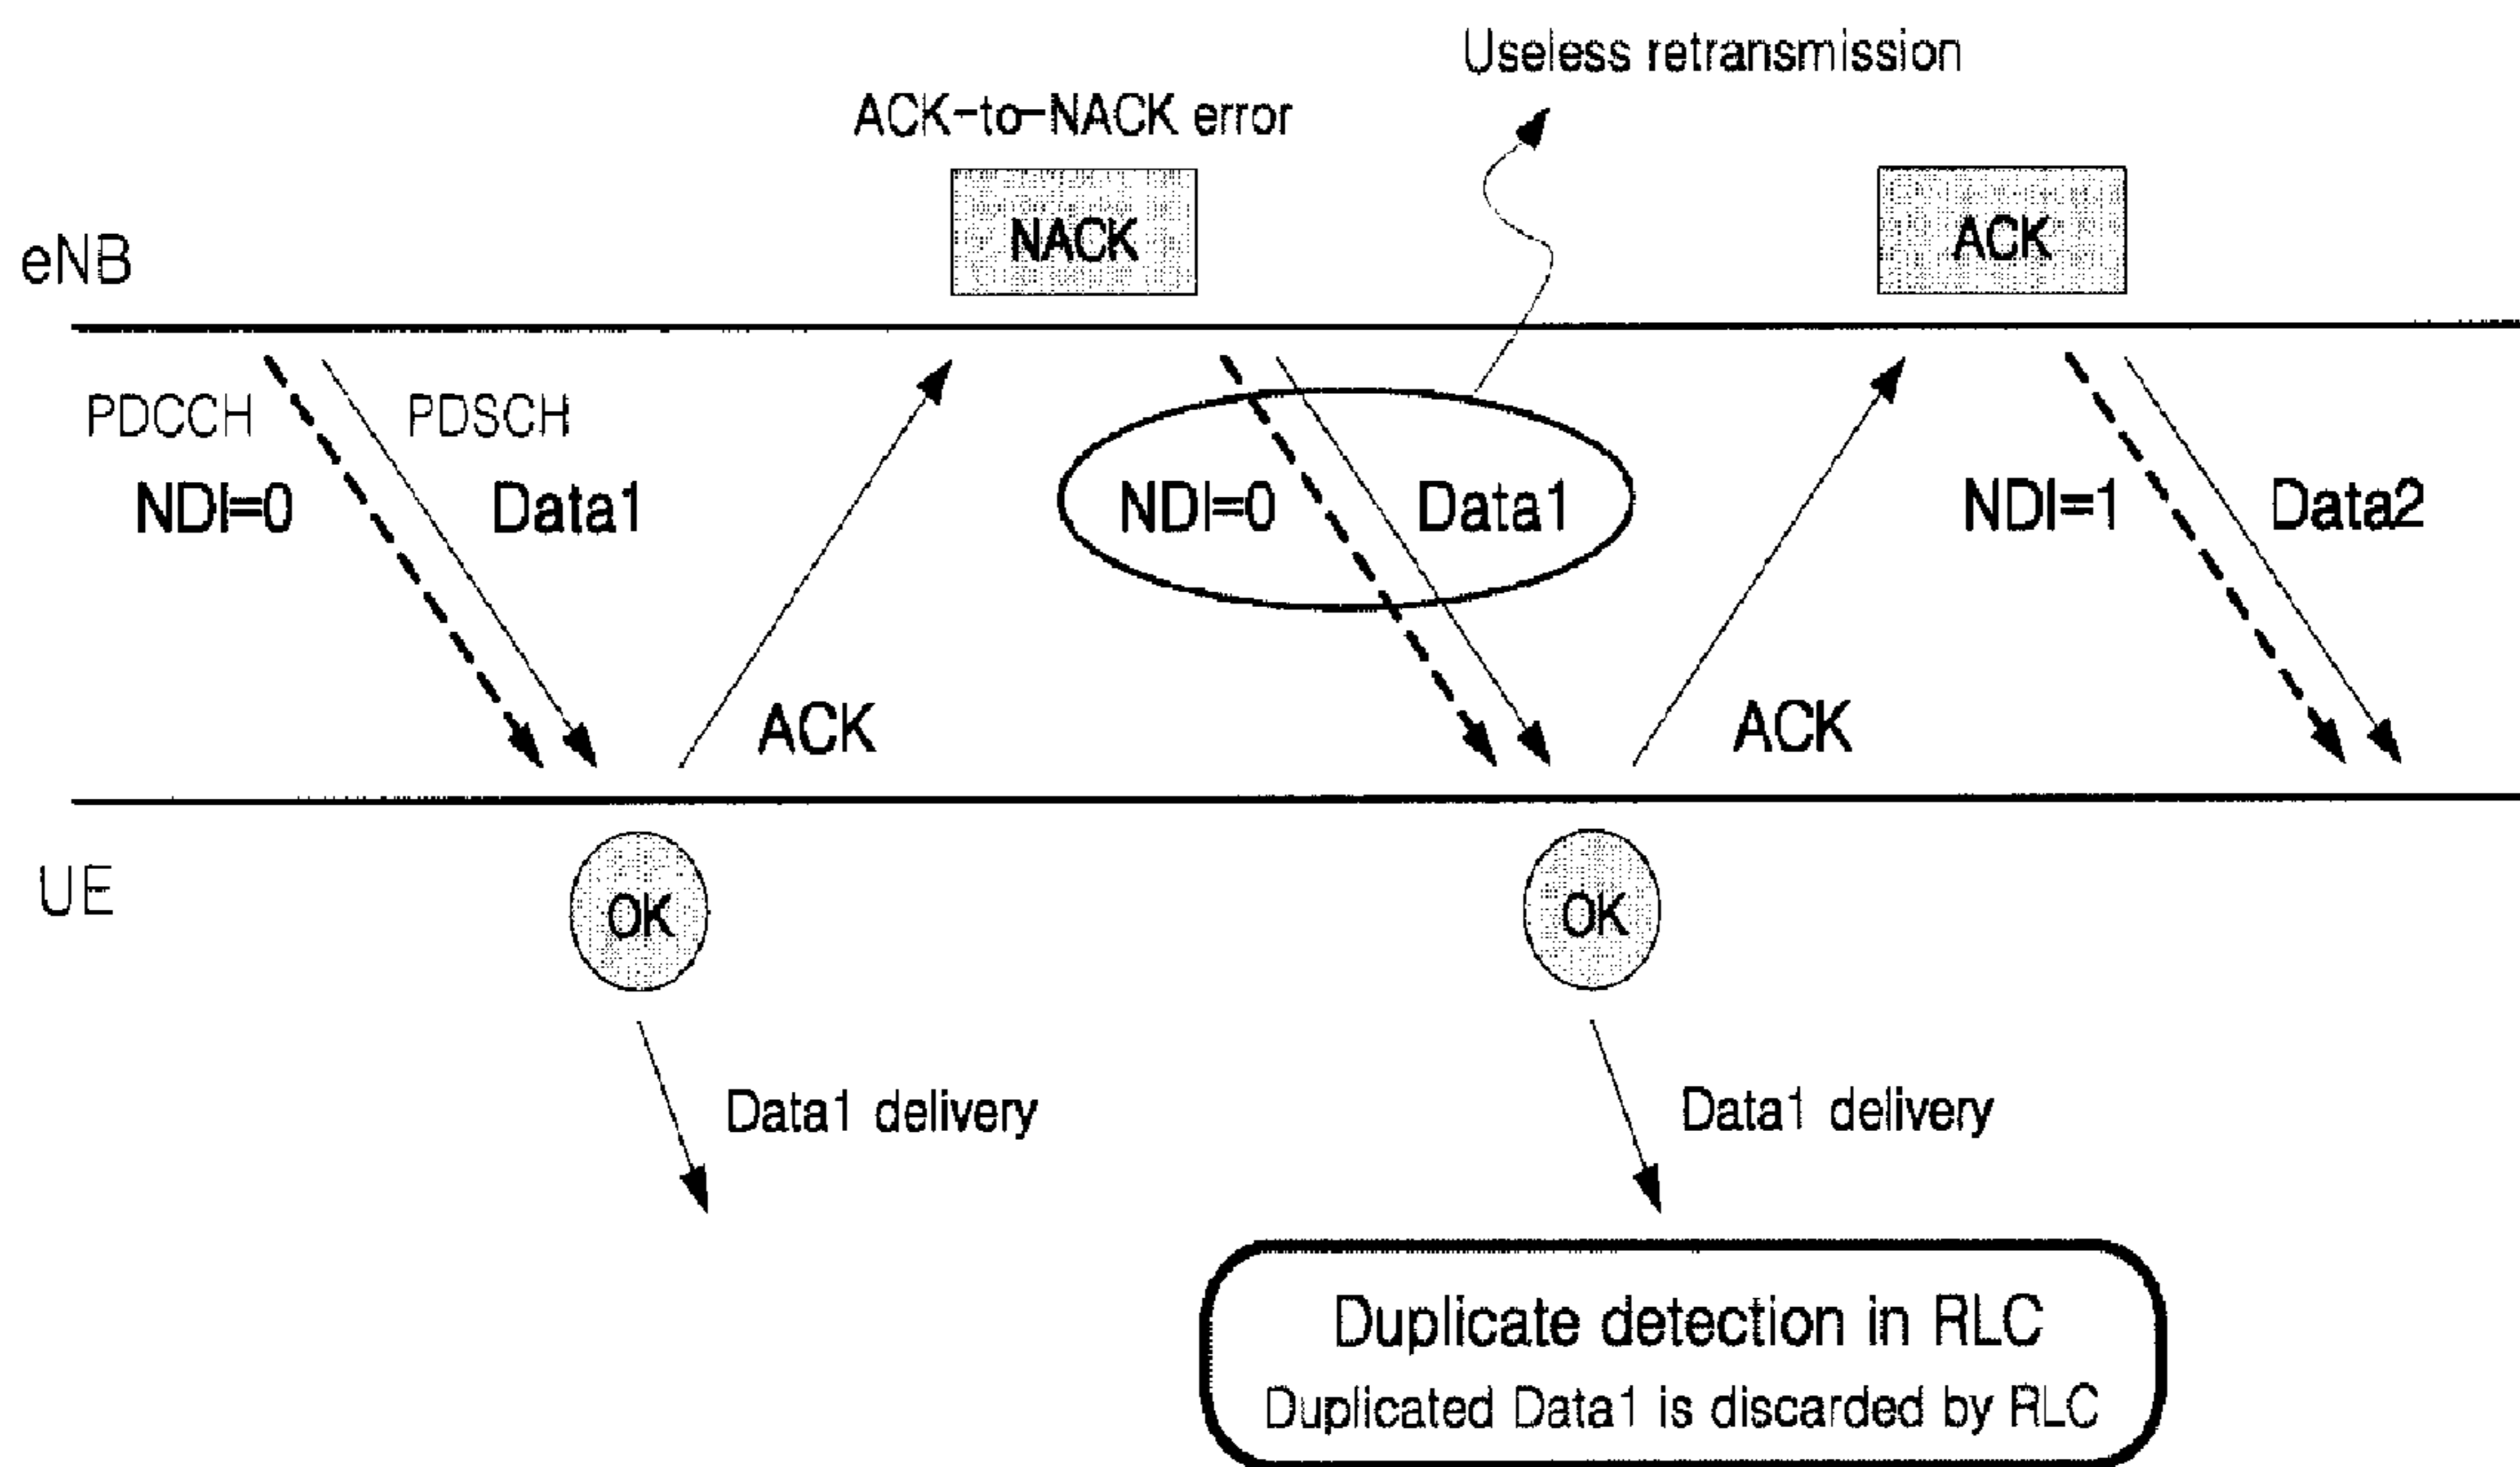 Useless retransmission
ACK-to-NACK error
NACK
ACK
eNB
PDCCH
PDSCH
NDI=0
Data1
NDI=0
Data1
NDI=1
Data2
ACK
ACK
UE
OK
OK
Data1 delivery
Data1 delivery
Duplicate detection in RLC
Duplicated Data1 is discarded by RLC